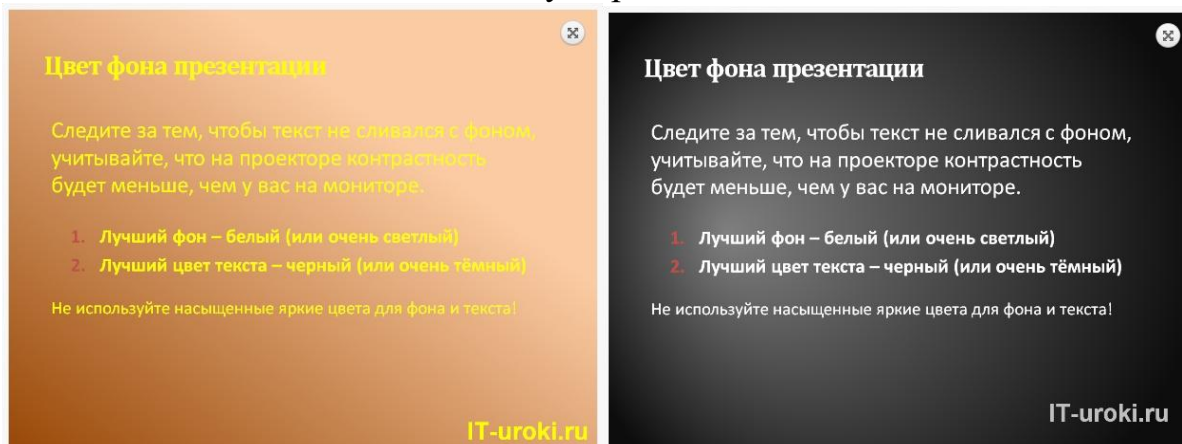 Цвет фона презентации
Следите за тем, чтобы текст не сливался с фоном,
учитывайте, что на проекторе контрастность
будет меньше, чем у вас на мониторе.
1. Лучший фон – белый (или очень светлый)
2. Лучший цвет текста – черный (или очень тёмный)
Не используйте насыщенные яркие цвета для фона и текста!
IT-uroki.ru
Цвет фона презентации
Следите за тем, чтобы текст не сливался с фоном,
учитывайте, что на проекторе контрастность
будет меньше, чем у вас на мониторе.
1. Лучший фон – белый (или очень светлый)
2. Лучший цвет текста – черный (или очень тёмный)
Не используйте насыщенные яркие цвета для фона и текста!
IT-uroki.ru